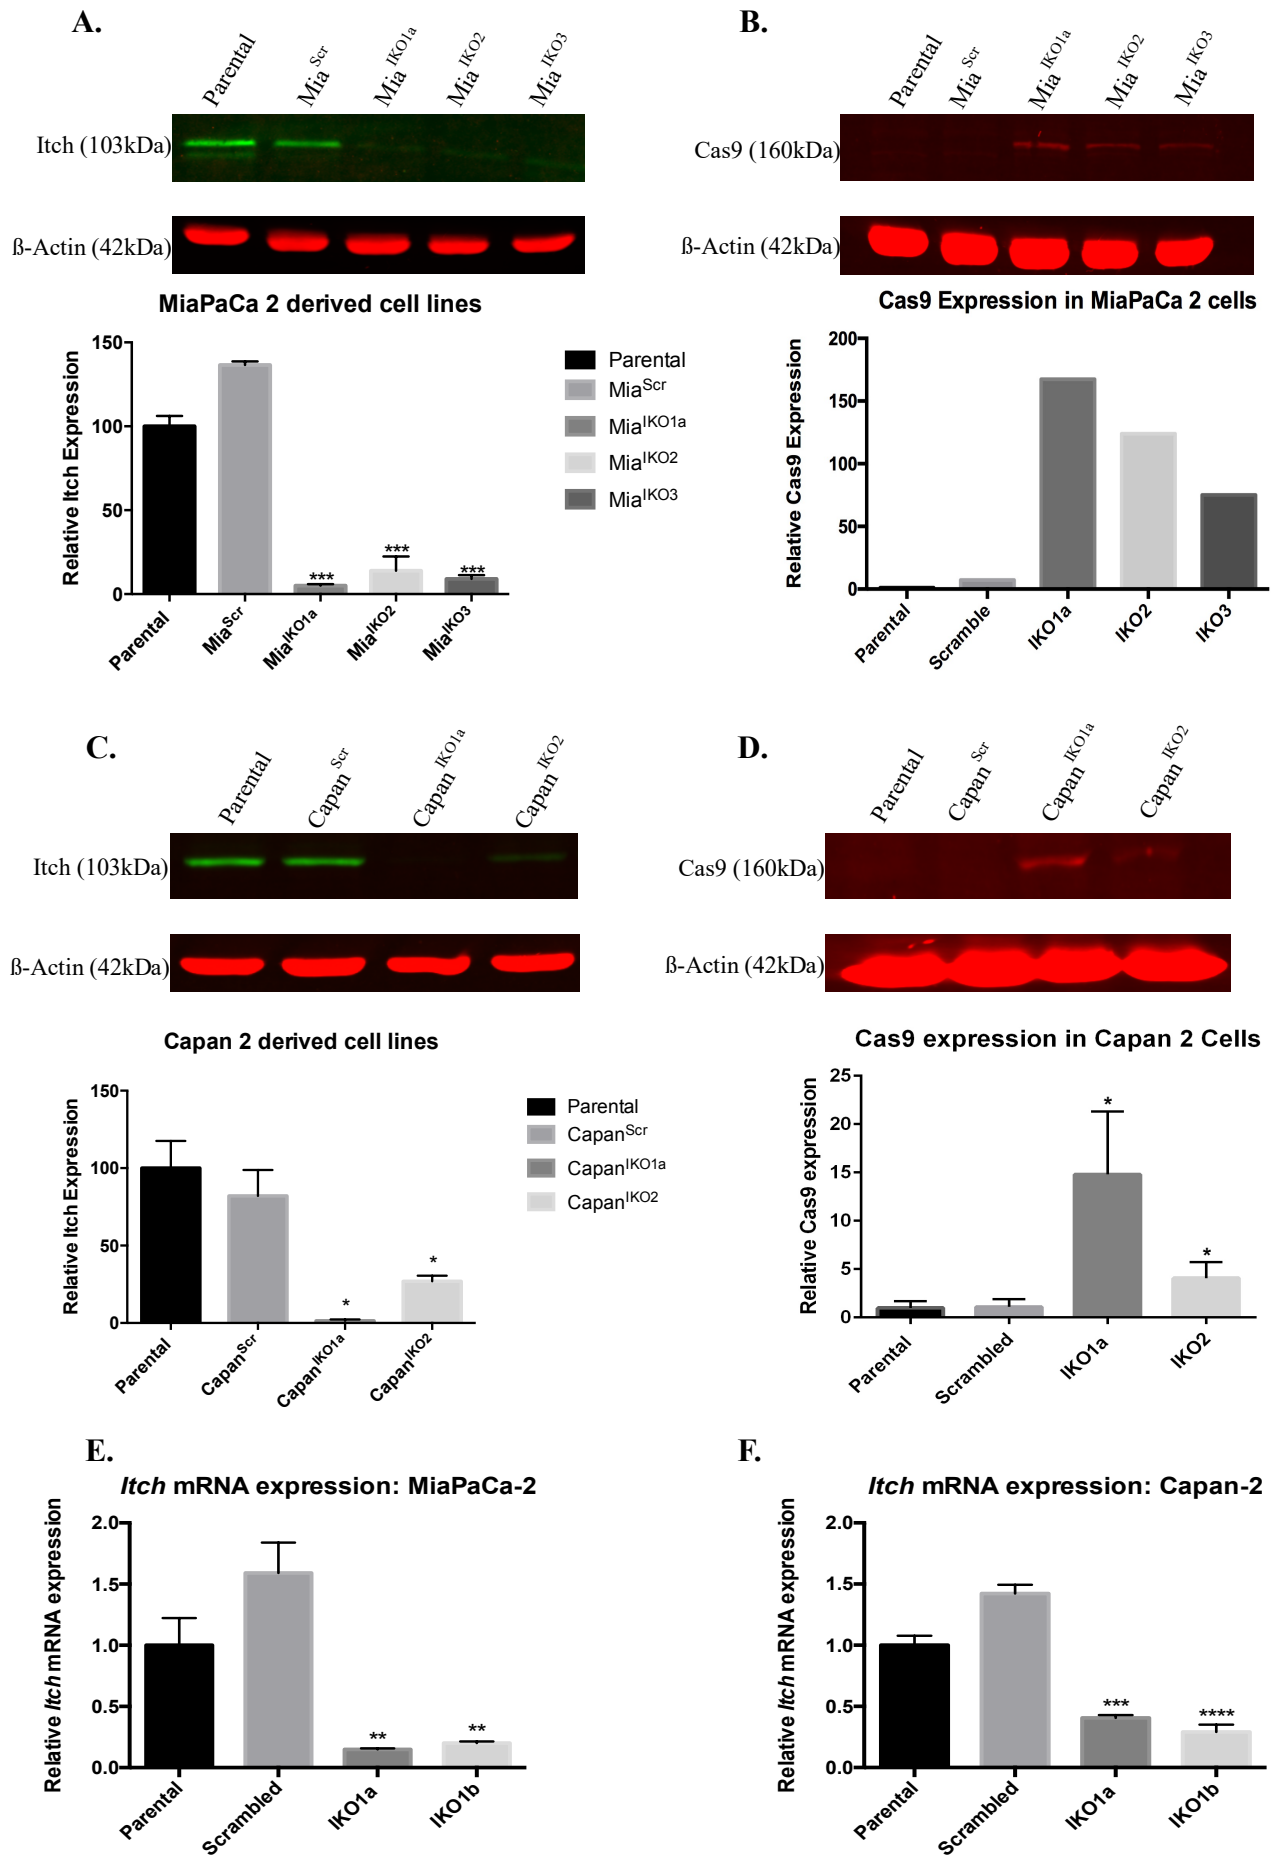 A.
Parental
Mia Scr
Mia IKO1a
Mia IKO2
Mia IKO3
Itch (103kDa)
ß-Actin (42kDa)
MiaPaCa 2 derived cell lines
Relative Itch Expression
150
100
50
0
***
***
***
Parental
MiaScr
MiaIKO1a
MiaIKO2
MiaIKO3
Parental
MiaScr
MiaIKO1a
MiaIKO2
MiaIKO3
B.
Parental
Mia Scr
Mia IKO1a
Mia IKO2
Mia IKO3
Cas9 (160kDa)
ß-Actin (42kDa)
Cas9 Expression in MiaPaCa 2 cells
Relative Cas9 Expression
200
150
100
50
0
Parental
Scramble
IKO1a
IKO2
IKO3
C.
Parental
Capan Scr
Capan IKO1a
Capan IKO2
Itch (103kDa)
ß-Actin (42kDa)
Capan 2 derived cell lines
Relative Itch Expression
150
100
50
0
*
*
Parental
CapanScr
CapanIKO1a
CapanIKO2
Parental
CapanScr
CapanIKO1a
CapanIKO2
D.
Parental
Capan Scr
Capan IKO1a
Capan IKO2
Cas9 (160kDa)
ß-Actin (42kDa)
Cas9 expression in Capan 2 Cells
Relative Cas9 expression
25
20
15
10
5
0
*
*
Parental
Scrambled
IKO1a
IKO2
E.
Itch mRNA expression: MiaPaCa-2
Relative Itch mRNA expression
2.0
1.5
1.0
0.5
0.0
**
**
Parental
Scrambled
IKO1a
IKO1b
F.
Itch mRNA expression: Capan-2
Relative Itch mRNA expression
2.0
1.5
1.0
0.5
0.0
***
****
Parental
Scrambled
IKO1a
IKO1b